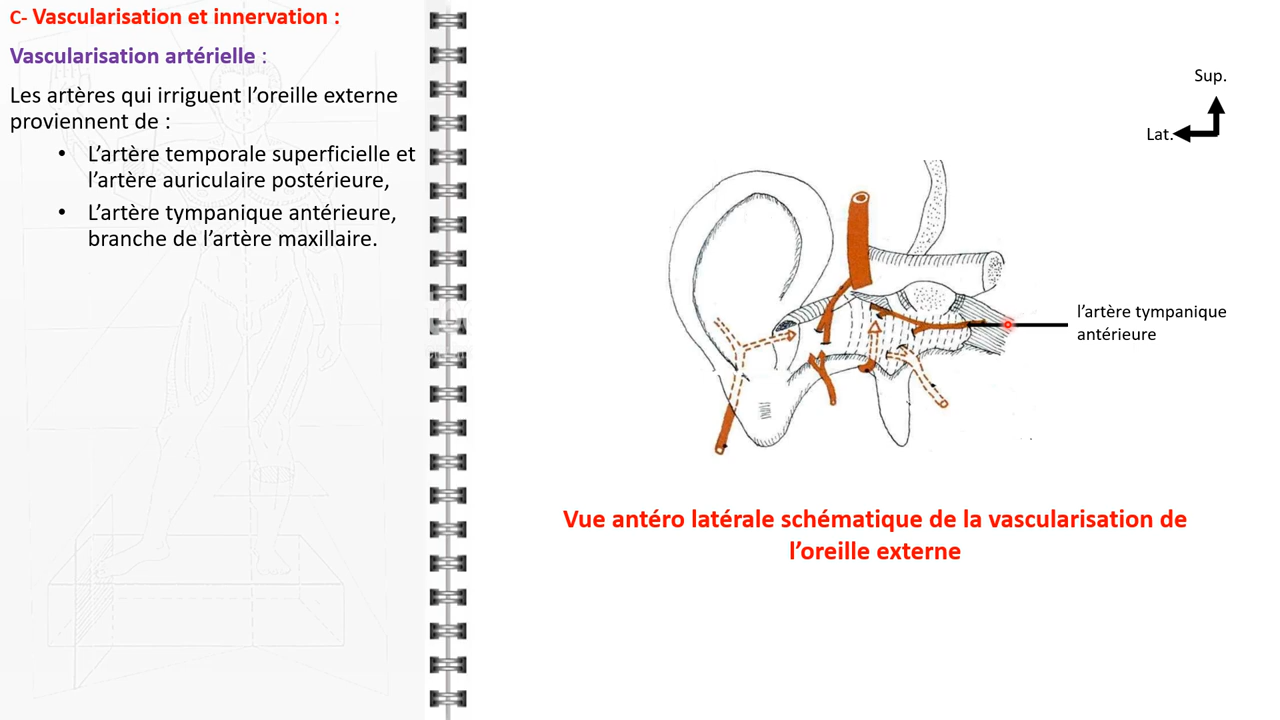 C- Vascularisation et innervation :
Vascularisation artérielle :
Les artères qui irriguent l’oreille externe
proviennent de :
• L’artère temporale superficielle et
l’artère auriculaire postérieure,
• L’artère tympanique antérieure,
branche de l’artère maxillaire.
Sup.
Lat.
l’artère tympanique
antérieure
Vue antéro latérale schématique de la vascularisation de
l’oreille externe